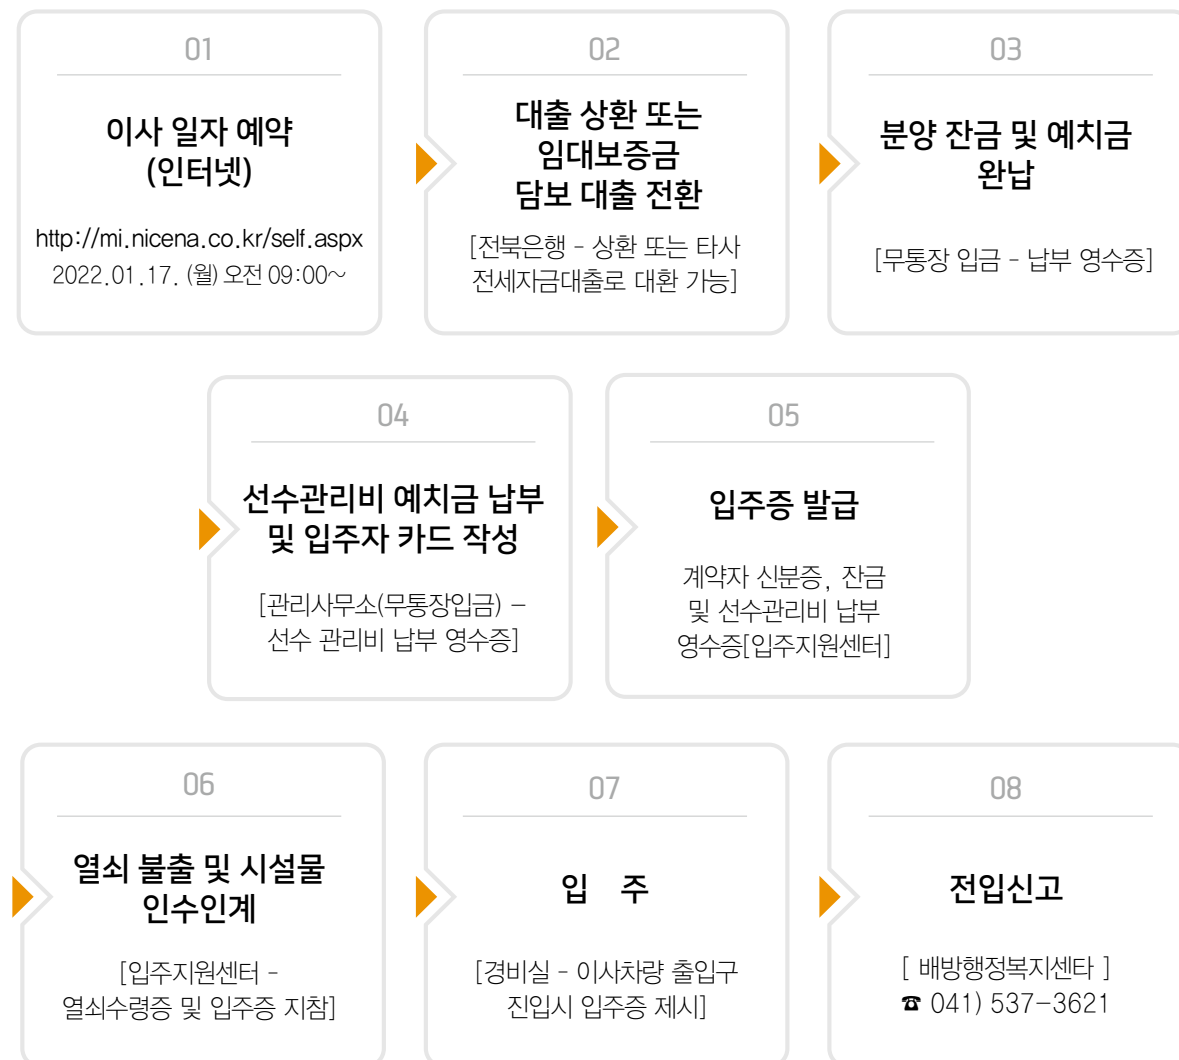 01
이사 일자 예약
(인터넷)
http://mi.nicena.co.kr/self.aspx
2022.01.17. (월) 오전 09:00~
02
대출 상환 또는
임대보증금
담보 대출 전환
[전북은행 - 상환 또는 타사
전세자금대출로 대환 가능]
03
분양 잔금 및 예치금
완납
[무통장 입금 - 납부 영수증]
04
선수관리비 예치금 납부
및 입주자 카드 작성
[관리사무소(무통장입금) -
선수 관리비 납부 영수증]
05
입주증 발급
계약자 신분증, 잔금
및 선수관리비 납부
영수증[입주지원센터]
06
열쇠 불출 및 시설물
인수인계
[입주지원센터 -
열쇠수령증 및 입주증 지참]
07
입 주
[경비실 - 이사차량 출입구
진입시 입주증 제시]
08
전입신고
[ 배방행정복지센타 ]
☎ 041) 537-3621